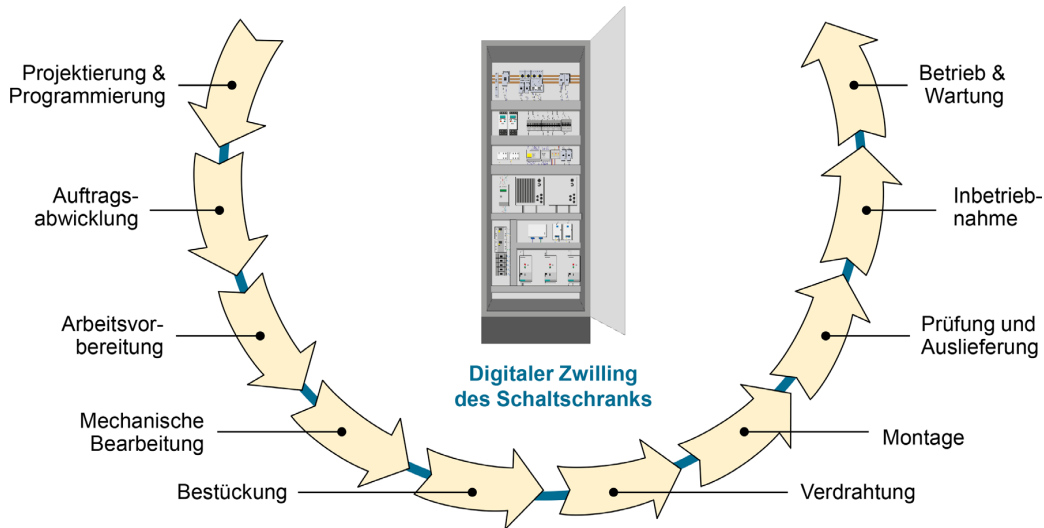 Projektierung &
Programmierung
Auftrags-
abwicklung
Arbeitsvor-
bereitung
Mechanische
Bearbeitung
Bestückung
Digitaler Zwilling
des Schaltschranks
Verdrahtung
Montage
Prüfung und
Auslieferung
Inbetrieb-
nahme
Betrieb &
Wartung